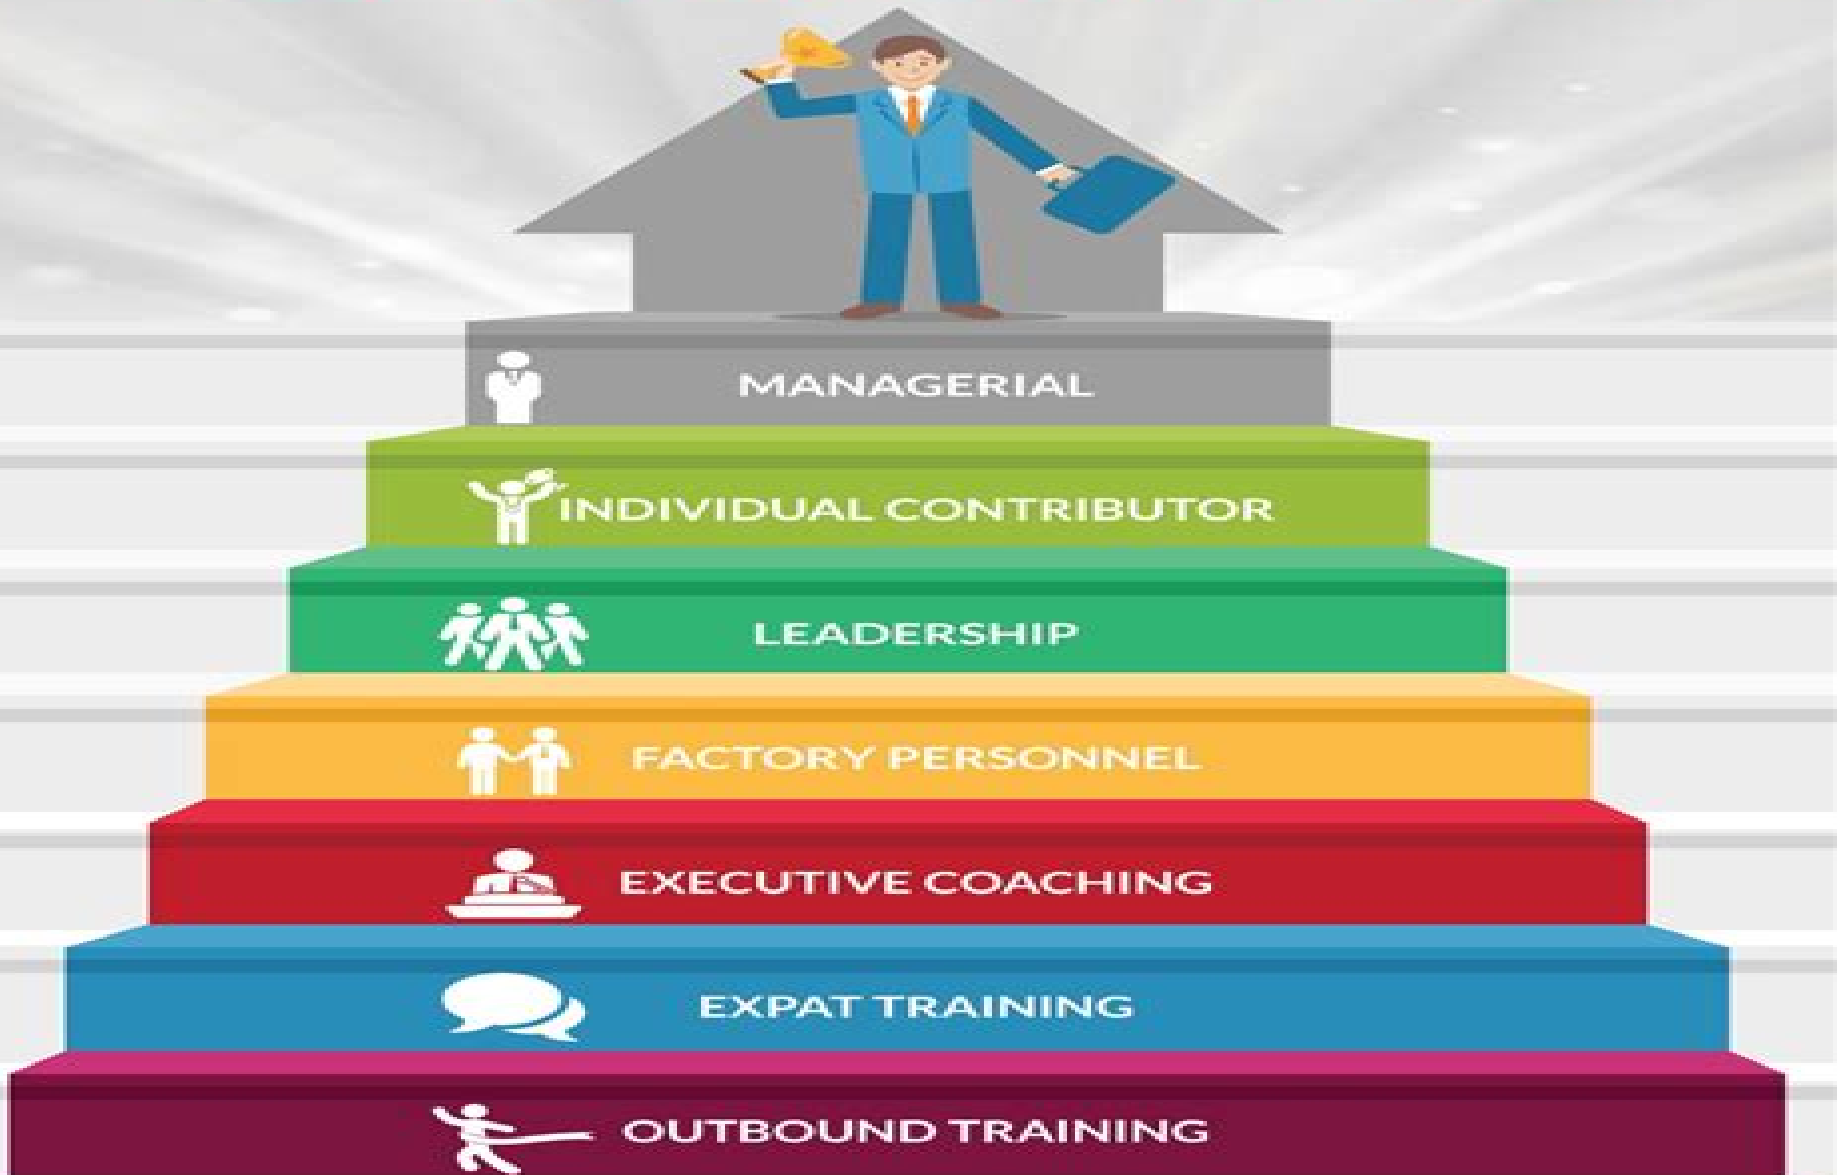 MANAGERIAL
INDIVIDUAL CONTRIBUTOR
LEADERSHIP
FACTORY PERSONNEL
EXECUTIVE COACHING
EXPAT TRAINING
OUTBOUND TRAINING